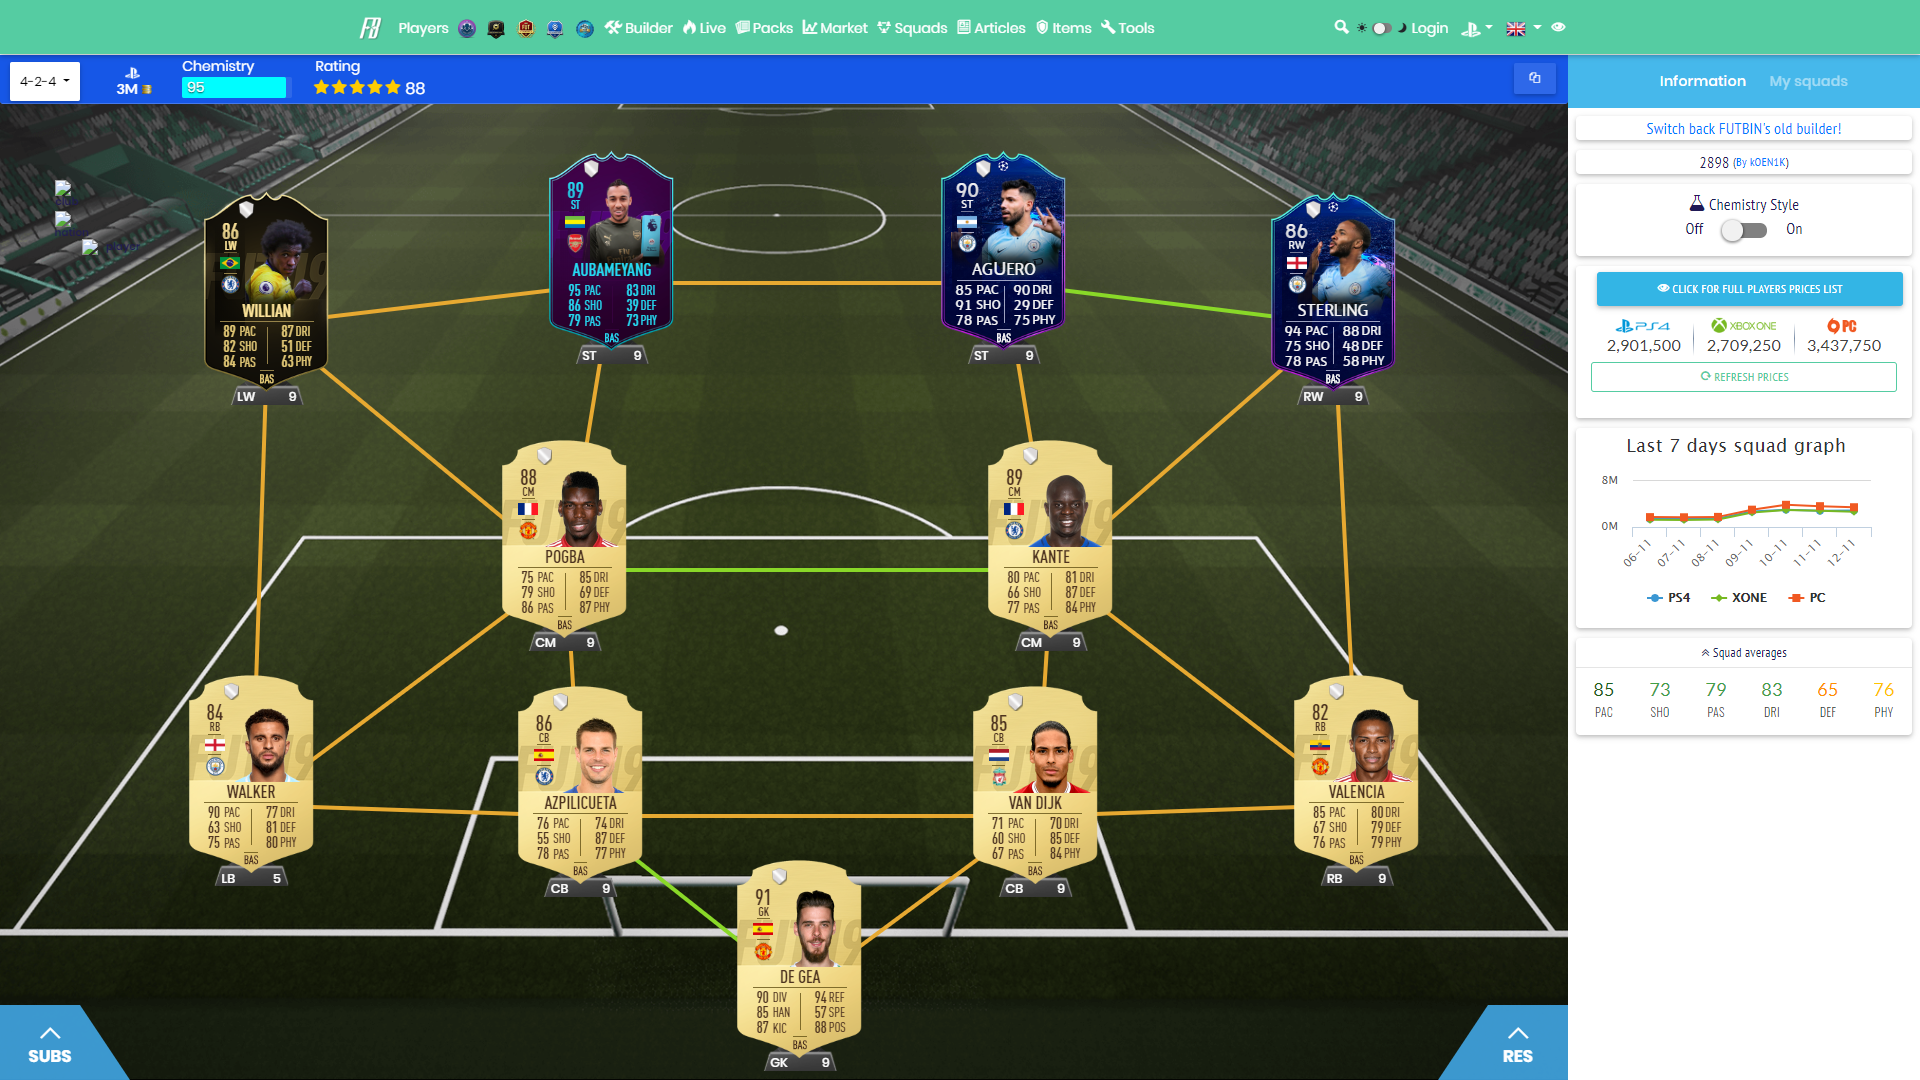 FB Players Builder Live Packs Market Squads Articles Items Tools Login
4-2-4
3M
Chemistry
95
Rating
88
Information My squads
Switch back FUTBIN's old builder!
2898 (By kOEN1K)
Chemistry Style
Off On
CLICK FOR FULL PLAYERS PRICES LIST
PS4 XBOX ONE PC
2,901,500 2,709,250 3,437,750
REFRESH PRICES
Last 7 days squad graph
8M
0M
06-11 07-11 08-11 09-11 10-11 11-11 12-11
PS4 XONE PC
Squad averages
85 73 79 83 65 76
PAC SHO PAS DRI DEF PHY
86
LW
WILLIAN
89 PAC 87 DRI
82 SHO 51 DEF
84 PAS 63 PHY
BAS
LW 9
89
ST
AUBAMEYANG
95 PAC 83 DRI
86 SHO 39 DEF
79 PAS 73 PHY
BAS
ST 9
90
ST
AGUERO
85 PAC 90 DRI
91 SHO 29 DEF
78 PAS 75 PHY
BAS
ST 9
86
RW
STERLING
94 PAC 88 DRI
75 SHO 48 DEF
78 PAS 58 PHY
BAS
RW 9
88
CM
POGBA
75 PAC 85 DRI
79 SHO 69 DEF
86 PAS 87 PHY
BAS
CM 9
89
CM
KANTE
80 PAC 81 DRI
66 SHO 87 DEF
77 PAS 84 PHY
BAS
CM 9
84
RB
WALKER
90 PAC 77 DRI
63 SHO 81 DEF
75 PAS 80 PHY
BAS
LB 5
86
CB
AZPILICUETA
76 PAC 74 DRI
55 SHO 87 DEF
78 PAS 77 PHY
BAS
CB 9
85
CB
VAN DIJK
71 PAC 70 DRI
60 SHO 85 DEF
67 PAS 84 PHY
BAS
CB 9
82
RB
VALENCIA
85 PAC 80 DRI
67 SHO 79 DEF
76 PAS 79 PHY
BAS
RB 9
91
GK
DE GEA
90 DIV 94 REF
85 HAN 57 SPE
87 KIC 88 POS
BAS
GK 9
SUBS
RES